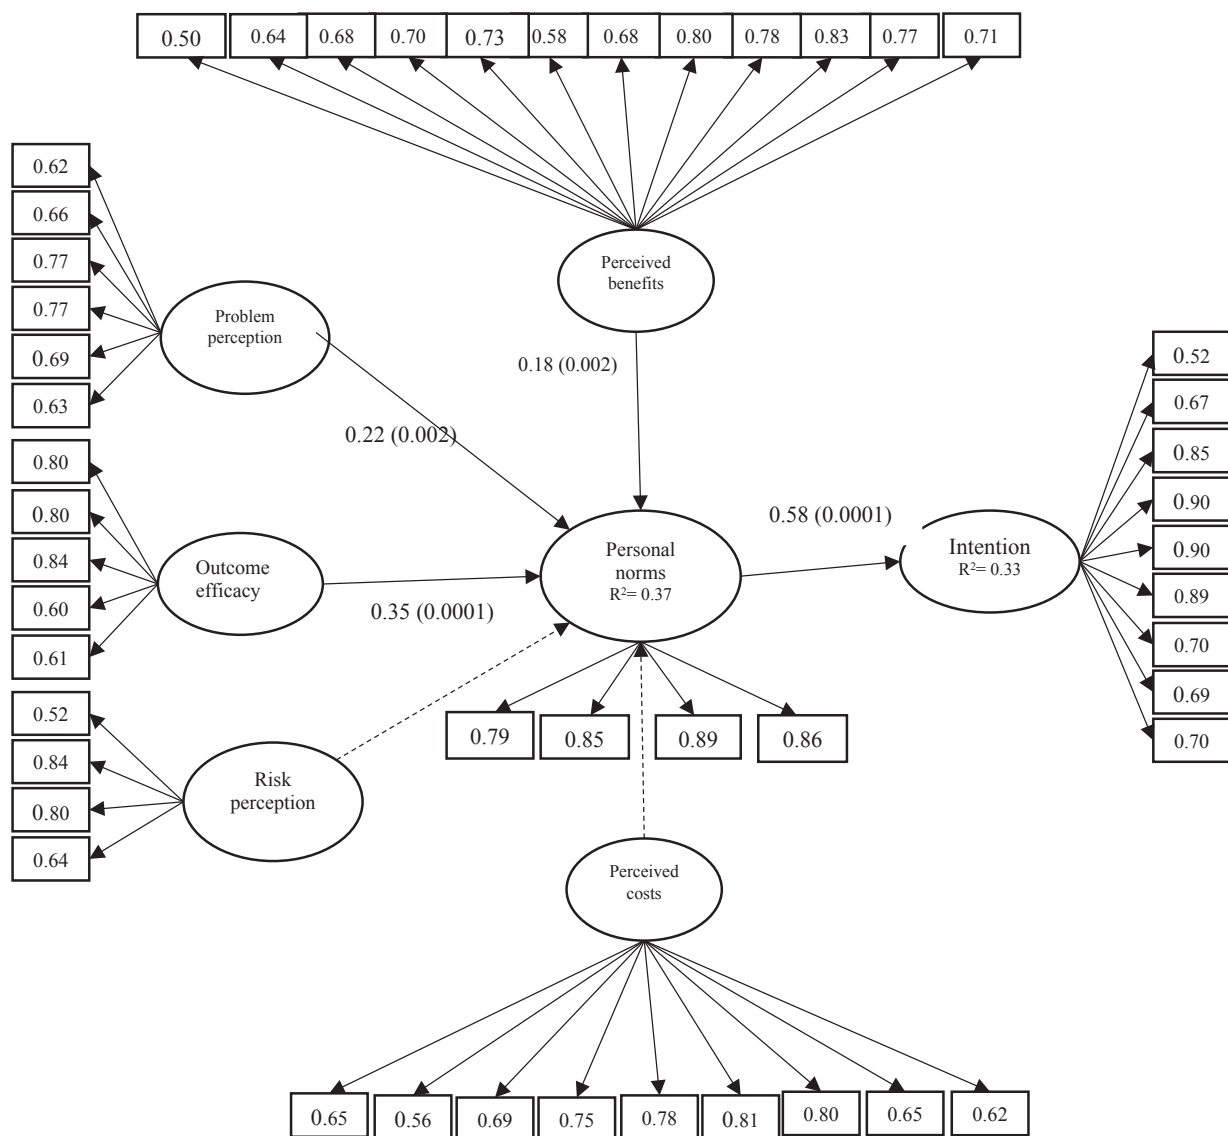 0.50 0.64 0.68 0.70 0.73 0.58 0.68 0.80 0.78 0.83 0.77 0.71
0.62
0.66
0.77
0.77
0.69
0.63
Problem
perception
Perceived
benefits
0.18 (0.002)
0.22 (0.002)
0.80
0.80
0.84
0.60
0.61
Outcome
efficacy
0.35 (0.0001)
Personal
norms
R²= 0.37
0.58 (0.0001)
Intention
R²= 0.33
0.52
0.67
0.85
0.90
0.90
0.89
0.70
0.69
0.70
0.79 0.85 0.89 0.86
0.52
0.84
0.80
0.64
Risk
perception
Perceived
costs
0.65 0.56 0.69 0.75 0.78 0.81 0.80 0.65 0.62